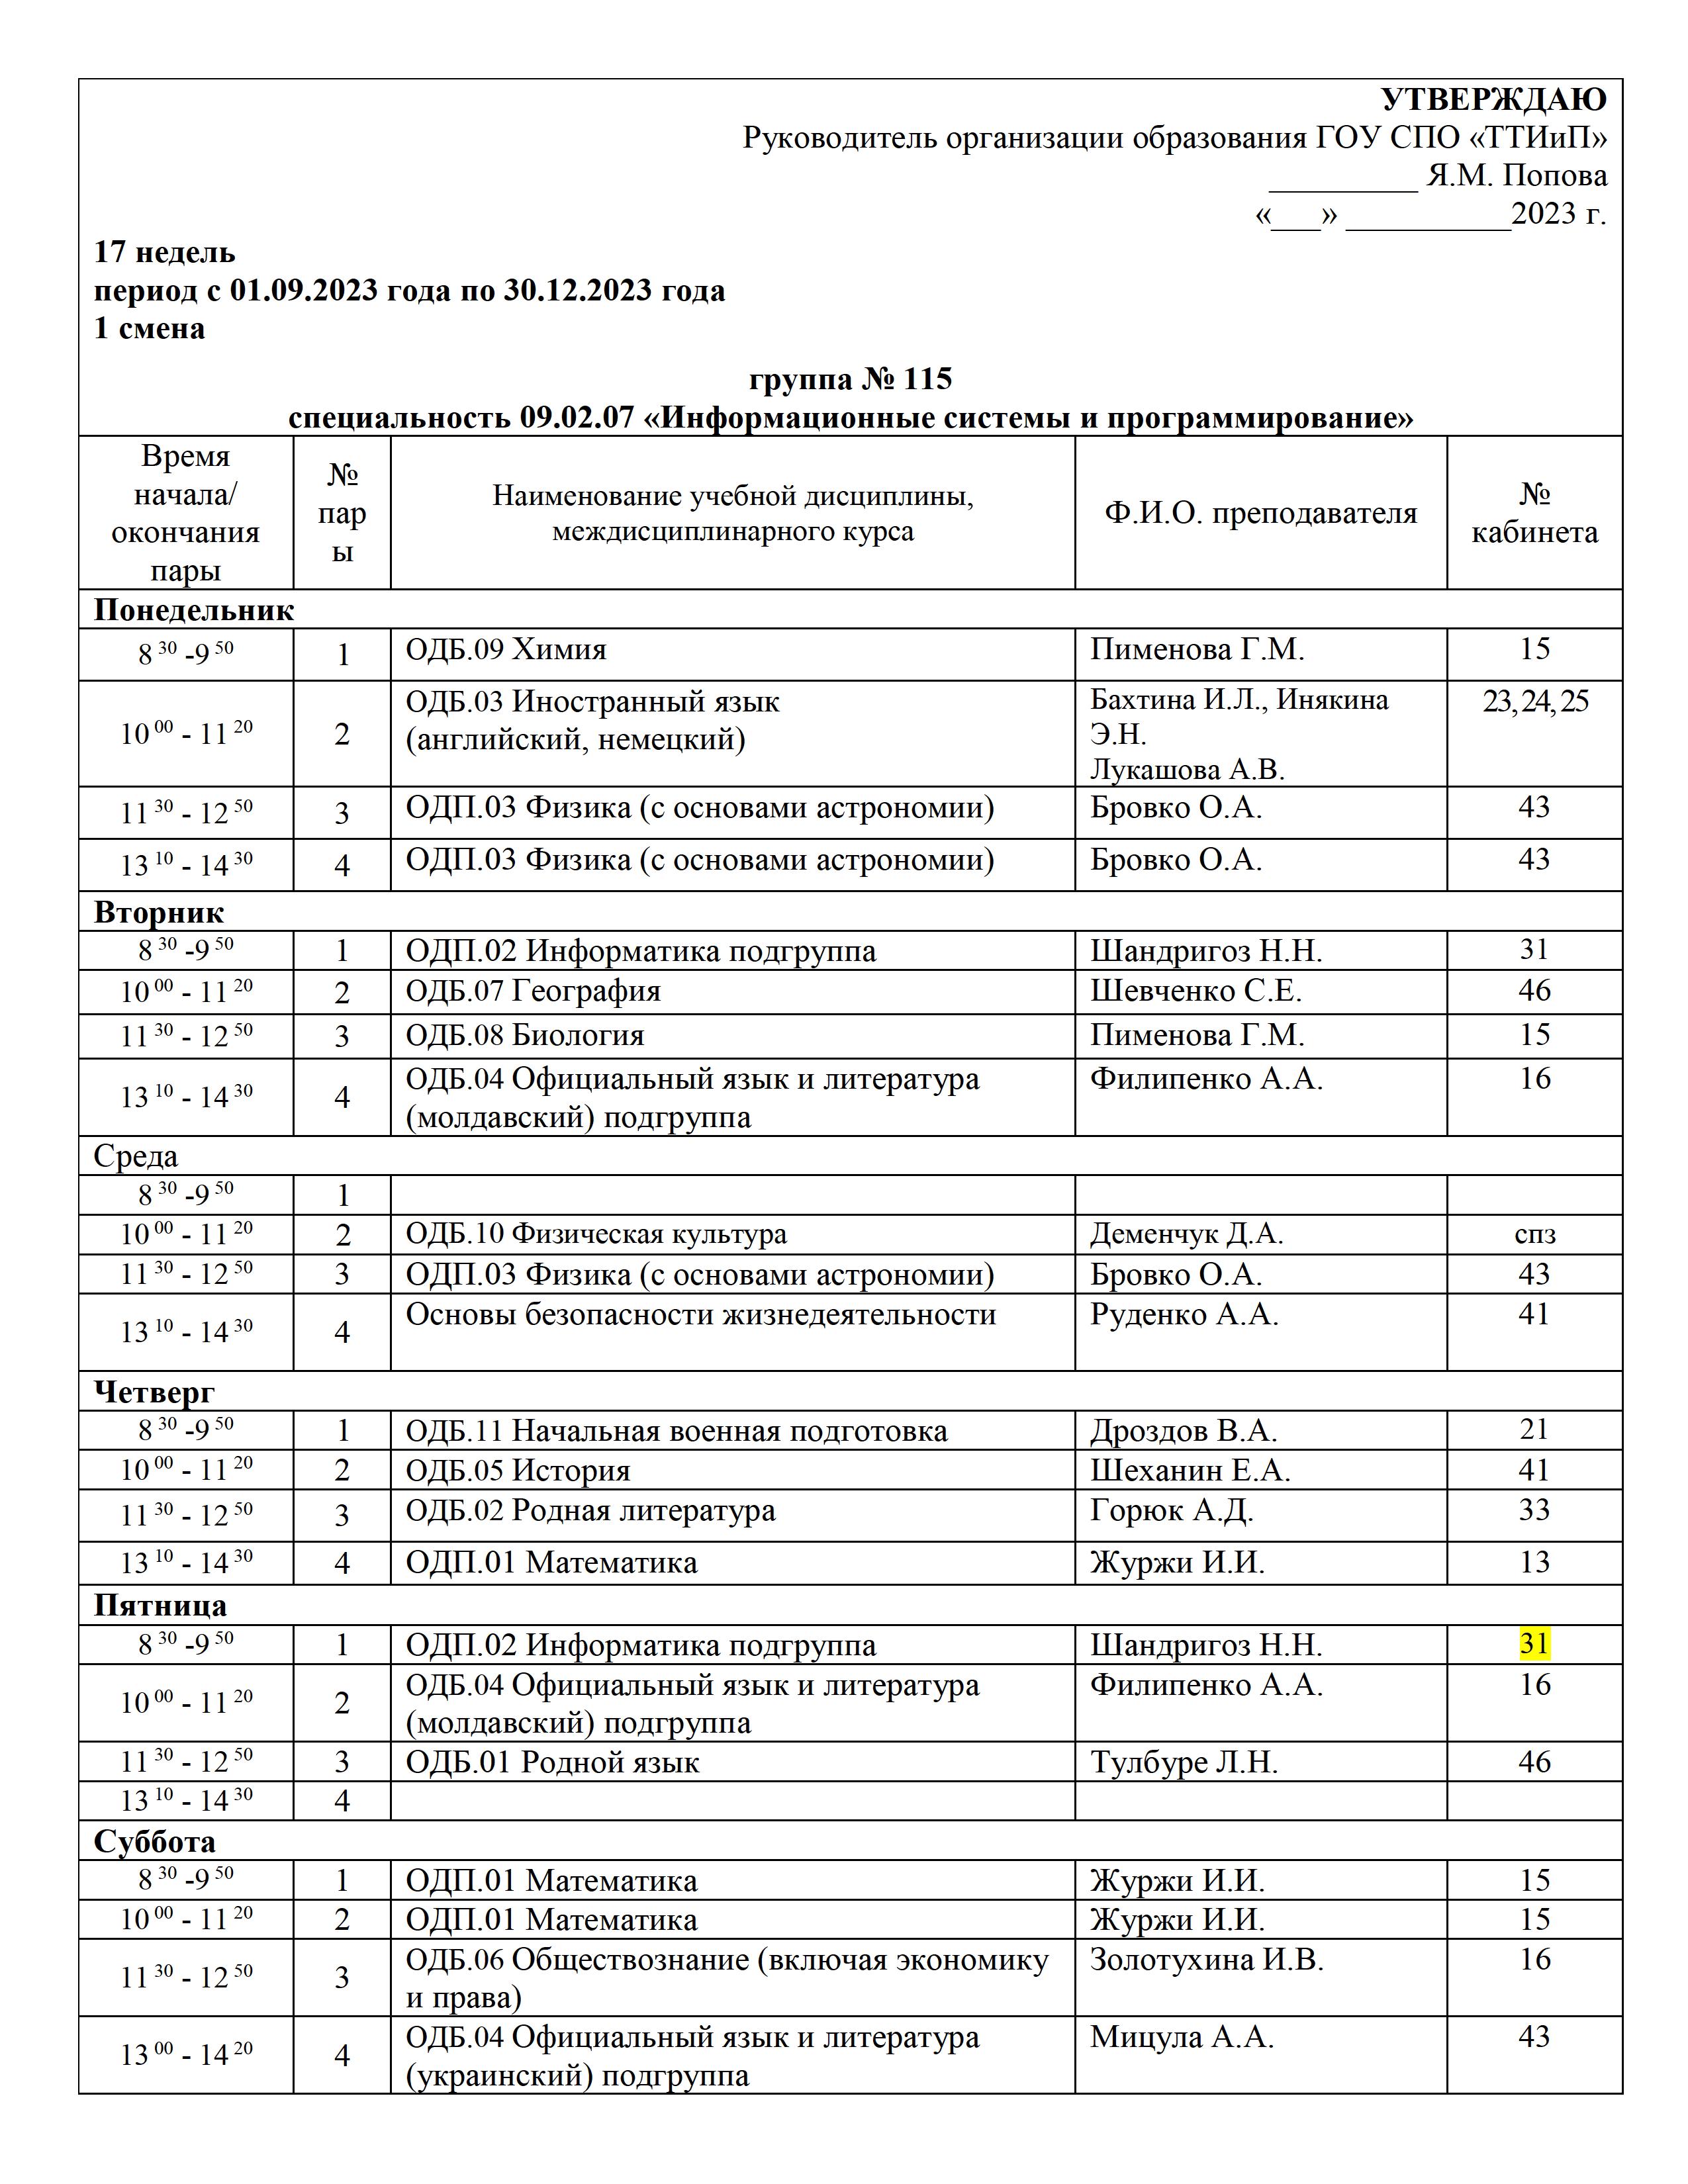 УТВЕРЖДАЮ
Руководитель организации образования ГОУ СПО «ТТИиП»
_________ Я.М. Попова
«___» __________2023 г.
17 недель
период с 01.09.2023 года по 30.12.2023 года
1 смена
группа № 115
специальность 09.02.07 «Информационные системы и программирование»
Время начала/ окончания пары № пары Наименование учебной дисциплины, междисциплинарного курса Ф.И.О. преподавателя № кабинета
Понедельник
8 30 -9 50 1 ОДБ.09 Химия Пименова Г.М. 15
10 00 - 11 20 2 ОДБ.03 Иностранный язык (английский, немецкий) Бахтина И.Л., Инякина Э.Н. Лукашова А.В. 23, 24, 25
11 30 - 12 50 3 ОДП.03 Физика (с основами астрономии) Бровко О.А. 43
13 10 - 14 30 4 ОДП.03 Физика (с основами астрономии) Бровко О.А. 43
Вторник
8 30 -9 50 1 ОДП.02 Информатика подгруппа Шандригоз Н.Н. 31
10 00 - 11 20 2 ОДБ.07 География Шевченко С.Е. 46
11 30 - 12 50 3 ОДБ.08 Биология Пименова Г.М. 15
13 10 - 14 30 4 ОДБ.04 Официальный язык и литература (молдавский) подгруппа Филипенко А.А. 16
Среда
8 30 -9 50 1
10 00 - 11 20 2 ОДБ.10 Физическая культура Деменчук Д.А. спз
11 30 - 12 50 3 ОДП.03 Физика (с основами астрономии) Бровко О.А. 43
13 10 - 14 30 4 Основы безопасности жизнедеятельности Руденко А.А. 41
Четверг
8 30 -9 50 1 ОДБ.11 Начальная военная подготовка Дроздов В.А. 21
10 00 - 11 20 2 ОДБ.05 История Шеханин Е.А. 41
11 30 - 12 50 3 ОДБ.02 Родная литература Горюк А.Д. 33
13 10 - 14 30 4 ОДП.01 Математика Журжи И.И. 13
Пятница
8 30 -9 50 1 ОДП.02 Информатика подгруппа Шандригоз Н.Н. 31
10 00 - 11 20 2 ОДБ.04 Официальный язык и литература (молдавский) подгруппа Филипенко А.А. 16
11 30 - 12 50 3 ОДБ.01 Родной язык Тулбуре Л.Н. 46
13 10 - 14 30 4
Суббота
8 30 -9 50 1 ОДП.01 Математика Журжи И.И. 15
10 00 - 11 20 2 ОДП.01 Математика Журжи И.И. 15
11 30 - 12 50 3 ОДБ.06 Обществознание (включая экономику и права) Золотухина И.В. 16
13 00 - 14 20 4 ОДБ.04 Официальный язык и литература (украинский) подгруппа Мицула А.А. 43